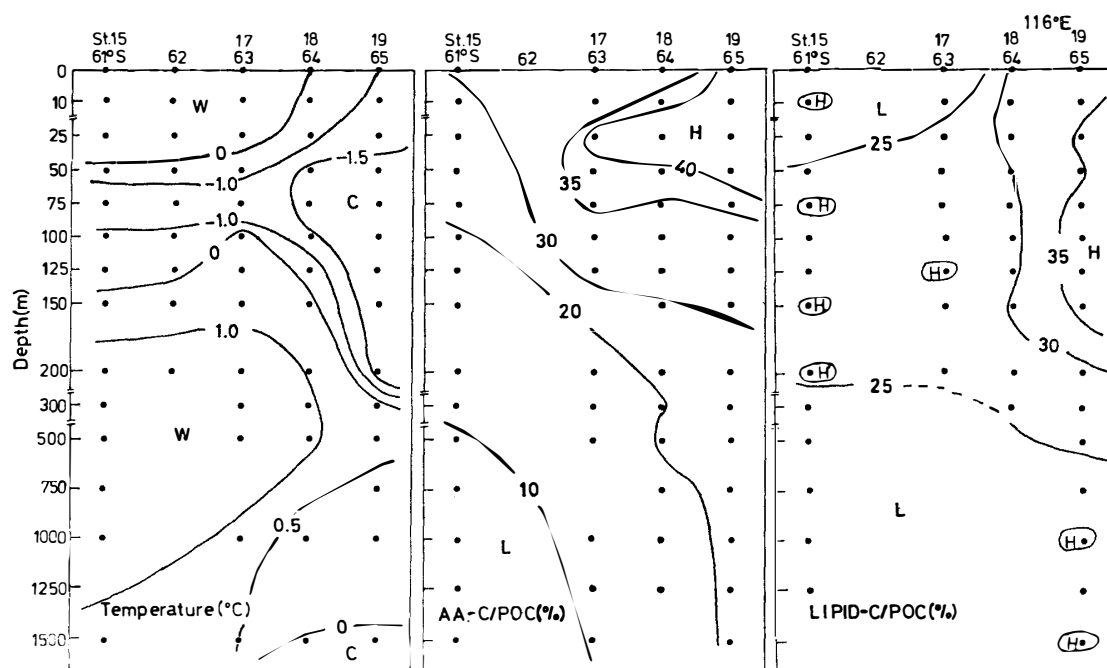 116°E
St.15 17 18 19 St.15 17 18 19 St.15 17 18 19
61°S 62 63 64 65 61°S 62 63 64 65 61°S 62 63 64 65
0
10
25
50
75
100
125
150
200
300
500
750
1000
1250
1500
Depth(m)
W
0
-1.5
-1.0
C
-1.0
0
1.0
W
0.5
0
C
Temperature(°C)
H
40
35
30
20
10
L
AA-C/POC(%)
H
L
25
H
H
35
H
H
30
H
25
L
H
H
LIPID-C/POC(%)